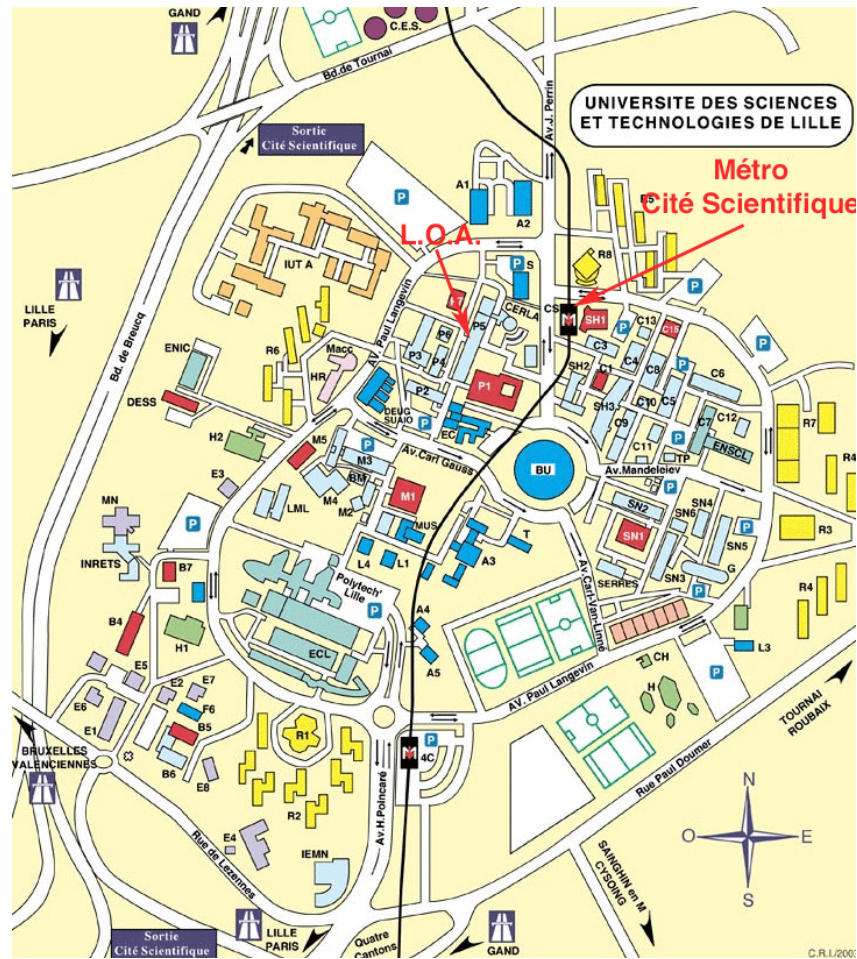 GAND
C.E.S.
Bd.de Tournai
Av.J. Perrin
UNIVERSITE DES SCIENCES
ET TECHNOLOGIES DE LILLE
Sortie
Cité Scientifique
Métro
Cité Scientifique
A1
A2
R5
P
L.O.A.
IUT A
S
R8
P
P
LILLE
PARIS
Bd. de Breucq
Av. Paul Langevin
CERLA
CS
M
SH1
C13
C15
P
P
P5
P6
P3
P4
P2
P1
C3
C4
C8
C6
ENIC
R6
Macc
HR
SH2
C1
P
DESS
DEUG
SUAIO
P
EC
SH3
C10
C5
C9
C7
C12
R7
H2
M5
P
M3
Av.Carl Gauss
BU
C11
P
TP
ENSCL
R4
Av.Mandeleiev
E3
BM
M4
M2
M1
LML
P
SN2
SN4
SN6
MN
P
MUS
T
SN1
SN5
P
R3
INRETS
B7
L4
L1
A3
SERRES
SN3
G
Polytech'
Lille
P
Av.Carl-Van-Linné
P
R4
B4
H1
ECL
A4
A5
L3
E5
E2
E7
E6
F6
E1
B5
B6
E8
CH
H
P
AV. Paul Langevin
TOURNAI
ROUBAIX
BRUXELLES
VALENCIENNES
R1
R2
M
4C
P
Av.H.Poincaré
Rue Paul Doumer
E4
IEMN
Rue de Lezennes
N
O
E
S
SAINGHIN en M
CYSOING
Sortie
Cité Scientifique
LILLE
PARIS
Quatre
Cantons
GAND